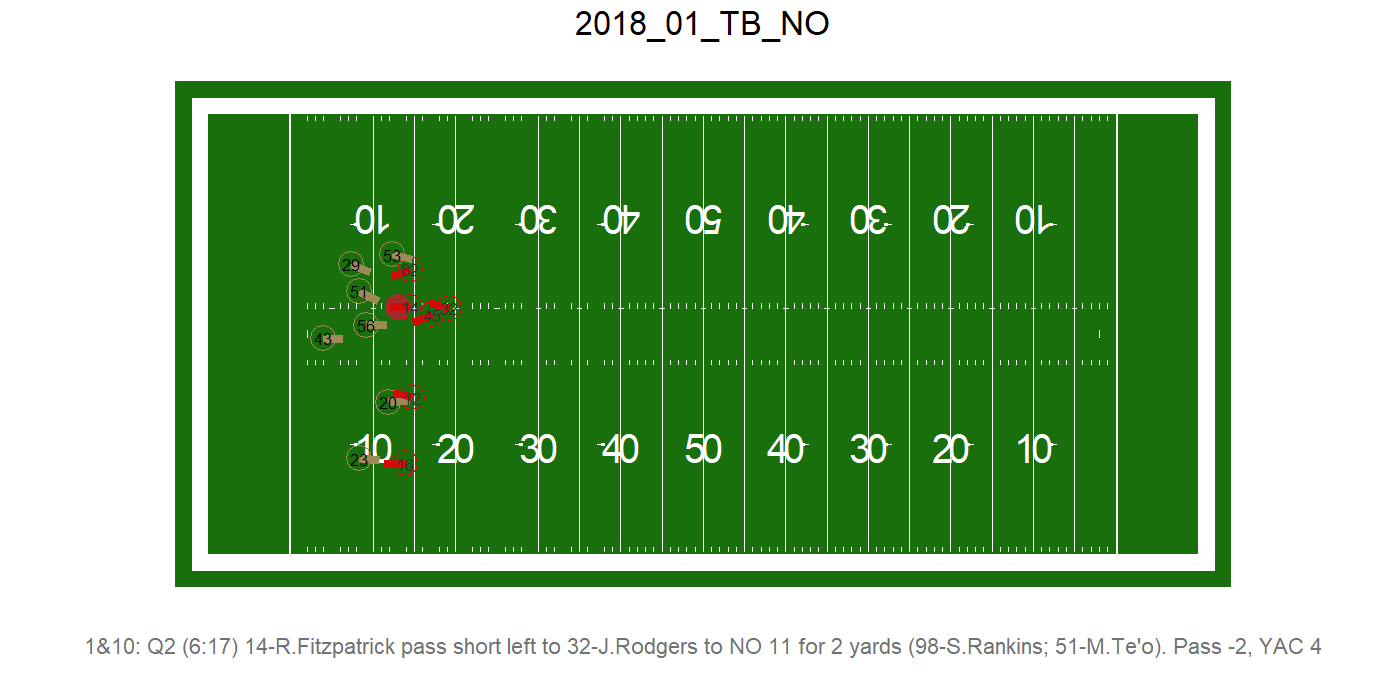 2018_01_TB_NO
10 20 30 40 50 40 30 20 10
53
29
51
56
45
43
20
23
16
10 20 30 40 50 40 30 20 10
1&10: Q2 (6:17) 14-R.Fitzpatrick pass short left to 32-J.Rodgers to NO 11 for 2 yards (98-S.Rankins; 51-M.Te'o). Pass -2, YAC 4